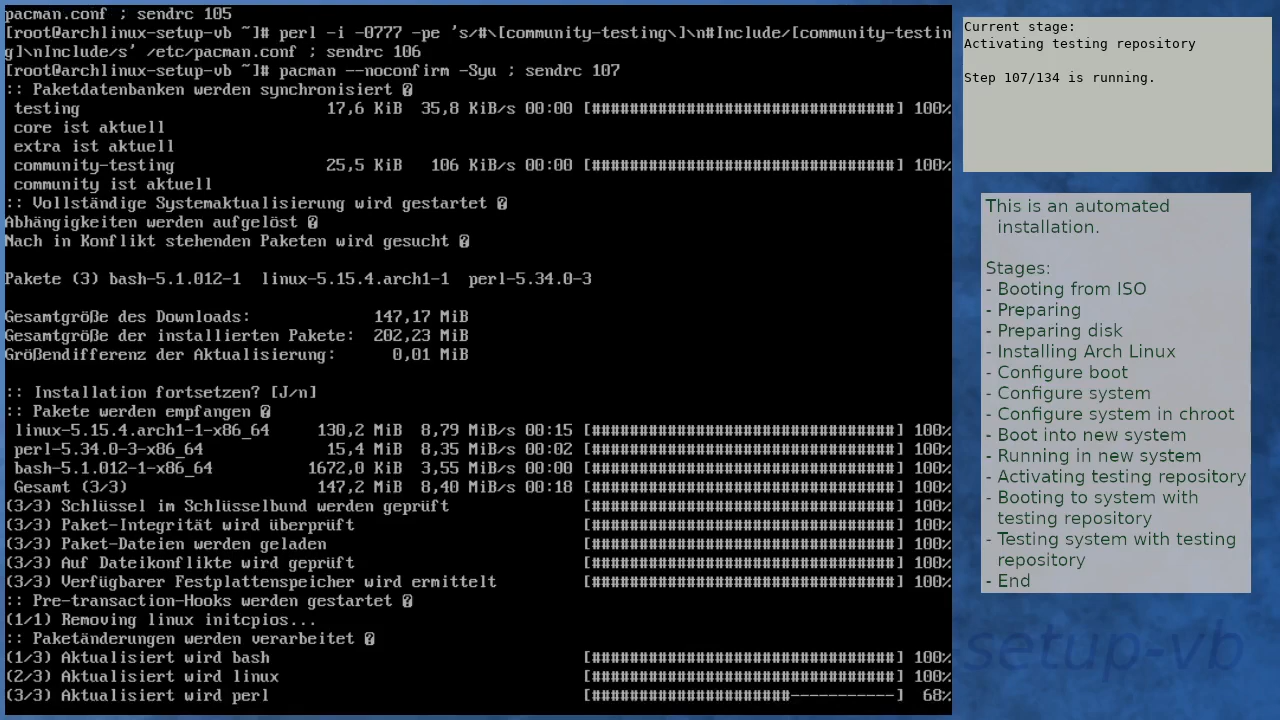 pacman.conf ; sendrc 105
[root@archlinux-setup-vb ~]# perl -i -0777 -pe 's/#\[community-testing\]\n#Include/[community-testin
g]\nInclude/s' /etc/pacman.conf ; sendrc 106
[root@archlinux-setup-vb ~]# pacman --noconfirm -Syu ; sendrc 107
:: Paketdatenbanken werden synchronisiert �
testing 17,6 KiB 35,8 KiB/s 00:00 [################################] 100%
core ist aktuell
extra ist aktuell
community-testing 25,5 KiB 106 KiB/s 00:00 [################################] 100%
community ist aktuell
:: Vollständige Systemaktualisierung wird gestartet �
Abhängigkeiten werden aufgelöst �
Nach in Konflikt stehenden Paketen wird gesucht �
Pakete (3) bash-5.1.012-1 linux-5.15.4.arch1-1 perl-5.34.0-3
Gesamtgröße des Downloads: 147,17 MiB
Gesamtgröße der installierten Pakete: 202,23 MiB
Größendifferenz der Aktualisierung: 0,01 MiB
:: Installation fortsetzen? [J/n]
:: Pakete werden empfangen �
linux-5.15.4.arch1-1-x86_64 130,2 MiB 8,79 MiB/s 00:15 [################################] 100%
perl-5.34.0-3-x86_64 15,4 MiB 8,35 MiB/s 00:02 [################################] 100%
bash-5.1.012-1-x86_64 1672,0 KiB 3,55 MiB/s 00:00 [################################] 100%
Gesamt (3/3) 147,2 MiB 8,40 MiB/s 00:18 [################################] 100%
(3/3) Schlüssel im Schlüsselbund werden geprüft [################################] 100%
(3/3) Paket-Integrität wird überprüft [################################] 100%
(3/3) Paket-Dateien werden geladen [################################] 100%
(3/3) Auf Dateikonflikte wird geprüft [################################] 100%
(3/3) Verfügbarer Festplattenspeicher wird ermittelt [################################] 100%
:: Pre-transaction-Hooks werden gestartet �
(1/1) Removing linux initcpios...
:: Paketänderungen werden verarbeitet �
(1/3) Aktualisiert wird bash [################################] 100%
(2/3) Aktualisiert wird linux [################################] 100%
(3/3) Aktualisiert wird perl [#####################-----------] 68%
Current stage:
Activating testing repository
Step 107/134 is running.
This is an automated
installation.
Stages:
- Booting from ISO
- Preparing
- Preparing disk
- Installing Arch Linux
- Configure boot
- Configure system
- Configure system in chroot
- Boot into new system
- Running in new system
- Activating testing repository
- Booting to system with
testing repository
- Testing system with testing
repository
- End
setup-vb